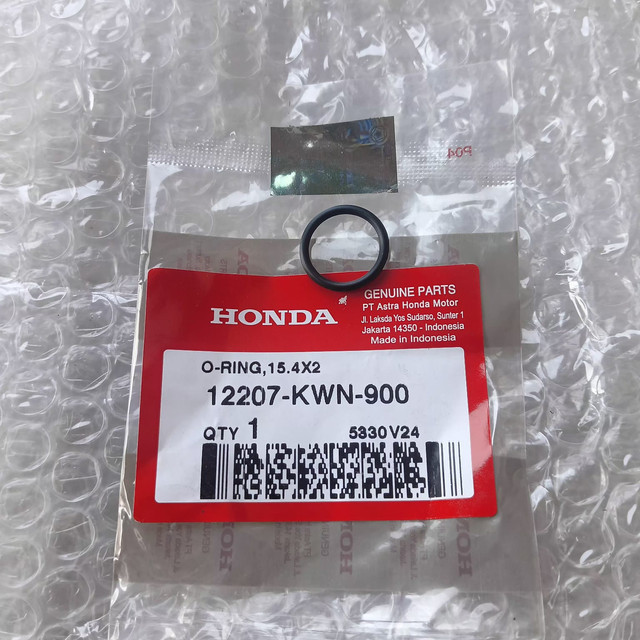 P04
HONDA
GENUINE PARTS
PT Astra Honda Motor
Jl. Laksda Yos Sudarso, Sunter 1
Jakarta 14350 - Indonesia
Made in Indonesia
O-RING,15.4X2
12207-KWN-900
QTY 1
5330V24
HONDA